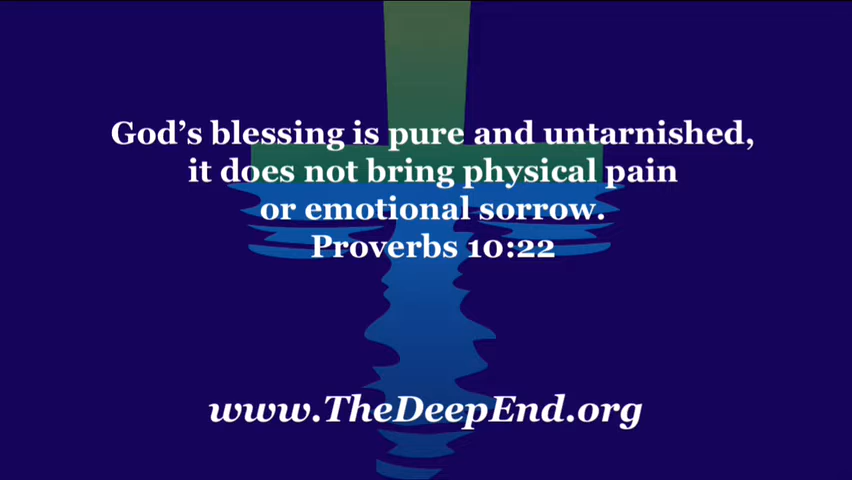 God’s blessing is pure and untarnished,
it does not bring physical pain
or emotional sorrow.
Proverbs 10:22
www.TheDeepEnd.org